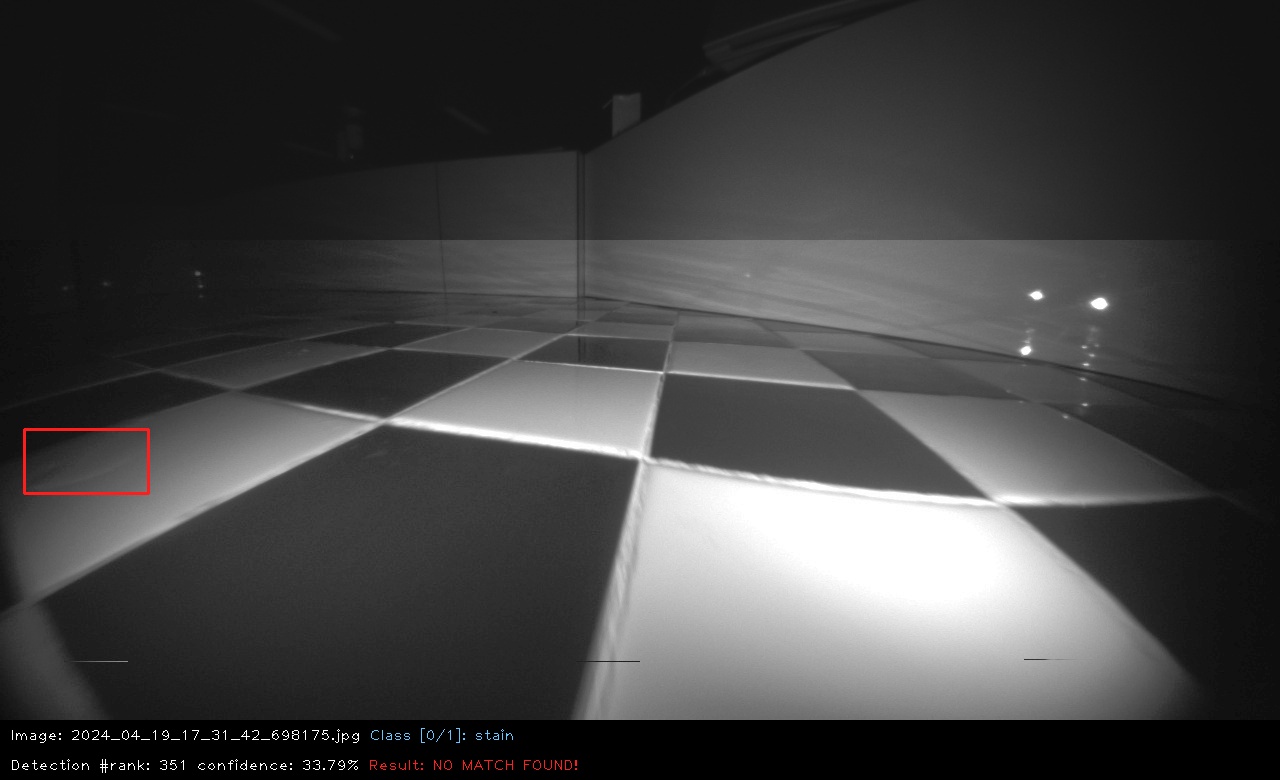 Image: 2024_04_19_17_31_42_698175.jpg Class [0/1]: stain
Detection #rank: 351 confidence: 33.79% Result: NO MATCH FOUND!